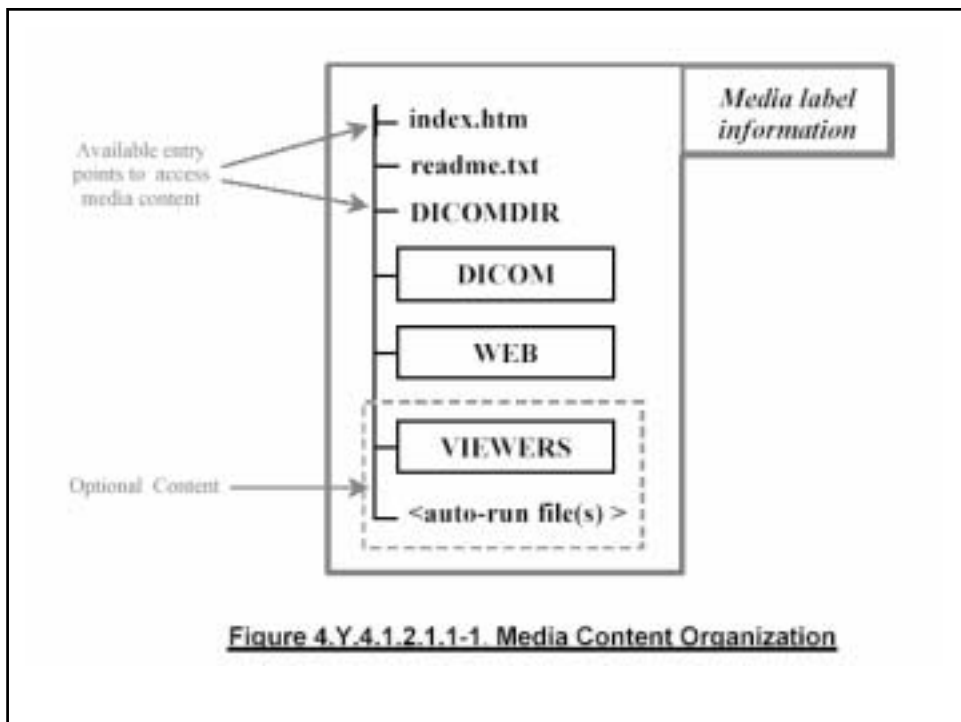 Media label
information
index.htm
Available entry
points to access
media content
readme.txt
DICOMDIR
DICOM
WEB
VIEWERS
Optional Content
<auto-run file(s) >
Figure 4.Y.4.1.2.1.1-1. Media Content Organization